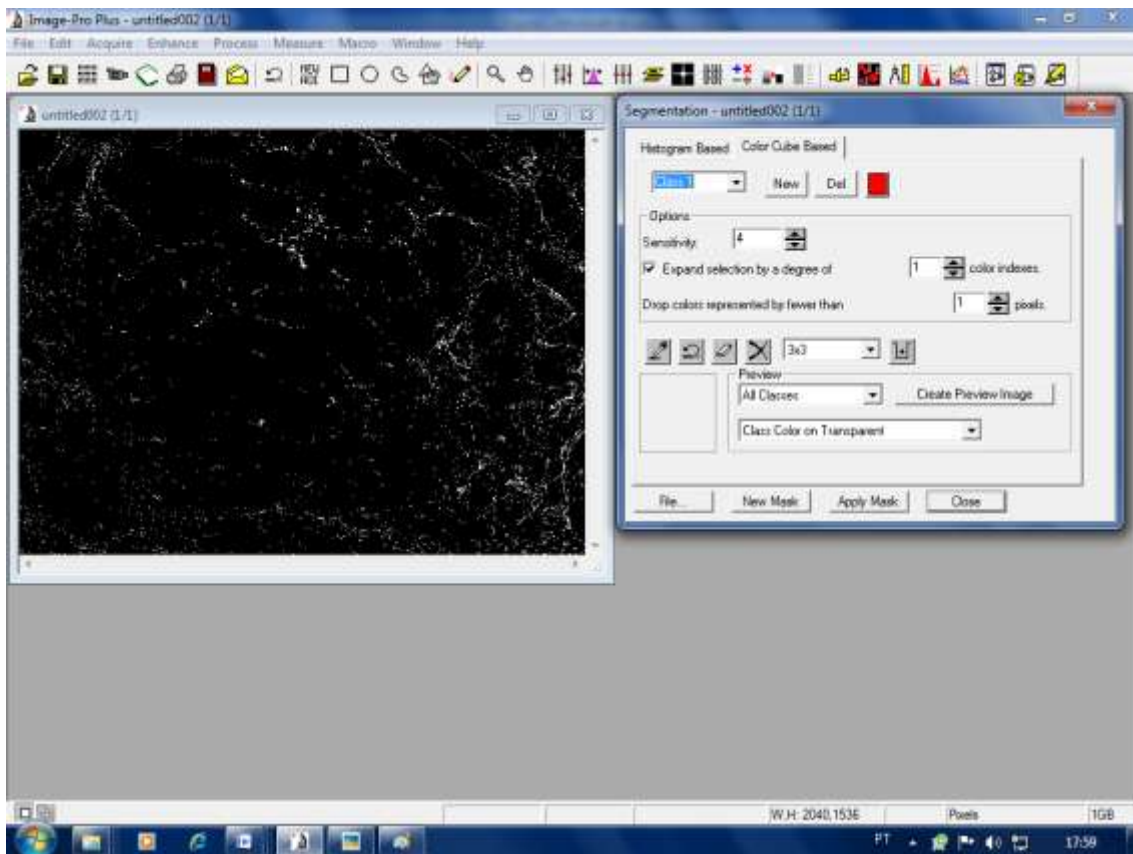 Image-Pro Plus - untitled002 (1/1)
File Edit Acquire Enhance Process Measure Macro Window Help
untitled002 (1/1)
Segmentation - untitled002 (1/1)
Histogram Based Color Cube Based
Class 1 New Del
Options
Sensitivity: 4
Expand selection by a degree of 1 color indexes.
Drop colors represented by fewer than 1 pixels.
3x3
Preview
All Classes Create Preview Image
Class Color on Transparent
File... New Mask Apply Mask Close
W,H: 2040,1536 Pixels 1GB
PT 17:59